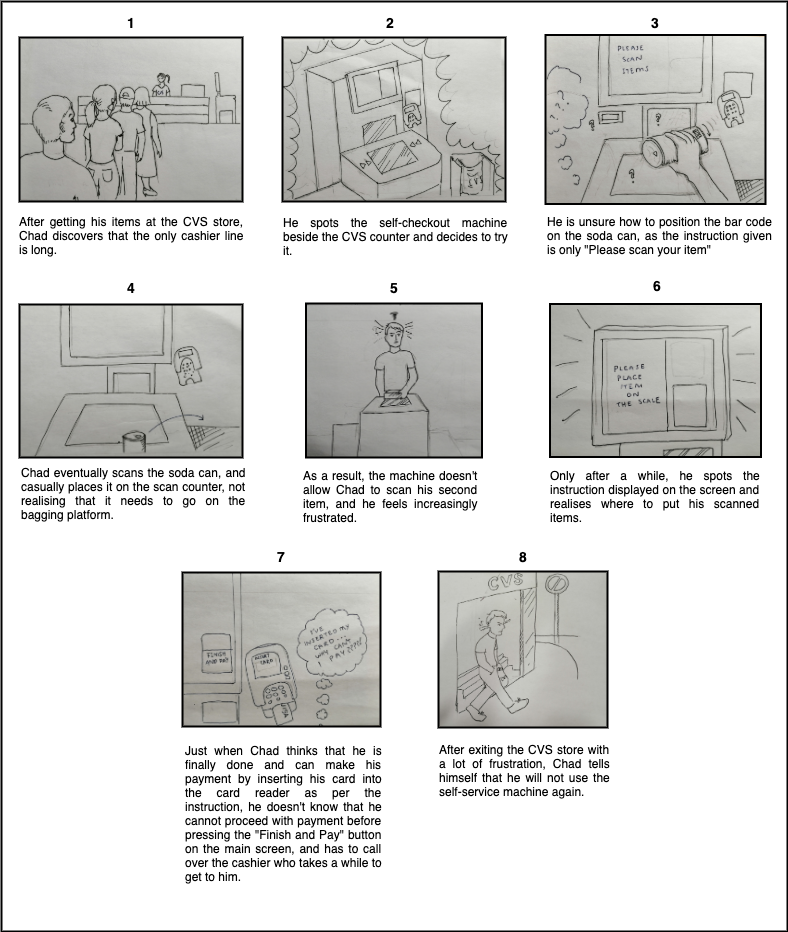 1
2
3
PLEASE
SCAN
ITEMS
?
?
?
CVS
After getting his items at the CVS store,
Chad discovers that the only cashier line
is long.
He spots the self-checkout machine
beside the CVS counter and decides to try
it.
He is unsure how to position the bar code
on the soda can, as the instruction given
is only "Please scan your item"
4
5
6
?
PLEASE
PLACE
ITEM
ON
THE SCALE
Chad eventually scans the soda can, and
casually places it on the scan counter, not
realising that it needs to go on the
bagging platform.
As a result, the machine doesn't
allow Chad to scan his second
item, and he feels increasingly
frustrated.
Only after a while, he spots the
instruction displayed on the screen and
realises where to put his scanned
items.
7
8
FINISH
AND PAY
INSERT
CARD
VISA
I'VE
INSERTED MY
CARD...
WHY CAN'T
I PAY????
CVS
Just when Chad thinks that he is
finally done and can make his
payment by inserting his card into
the card reader as per the
instruction, he doesn't know that he
cannot proceed with payment before
pressing the "Finish and Pay" button
on the main screen, and has to call
over the cashier who takes a while to
get to him.
After exiting the CVS store with
a lot of frustration, Chad tells
himself that he will not use the
self-service machine again.